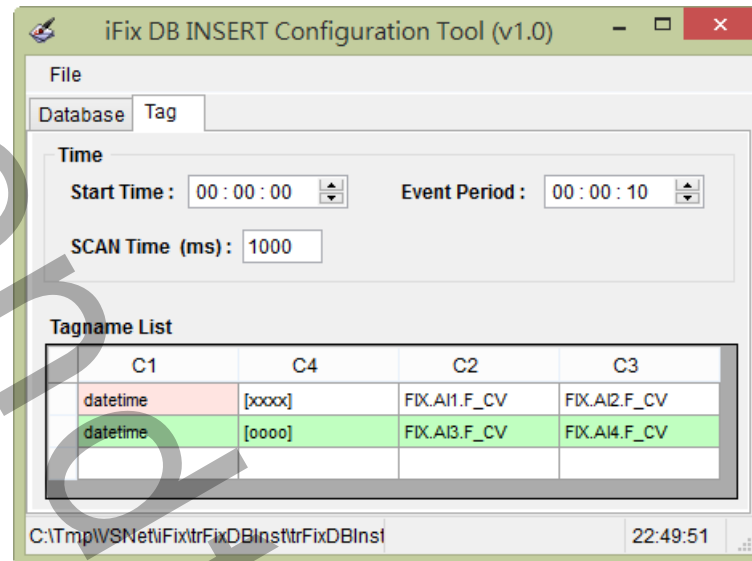 iFix DB INSERT Configuration Tool (v1.0)
File
Database Tag
Time
Start Time : 00 : 00 : 00 Event Period : 00 : 00 : 10
SCAN Time (ms) : 1000
Tagname List
C1 C4 C2 C3
datetime [xxxx] FIX.AI1.F_CV FIX.AI2.F_CV
datetime [oooo] FIX.AI3.F_CV FIX.AI4.F_CV
C:\Tmp\VSNet\iFix\trFixDBInst\trFixDBInst 22:49:51